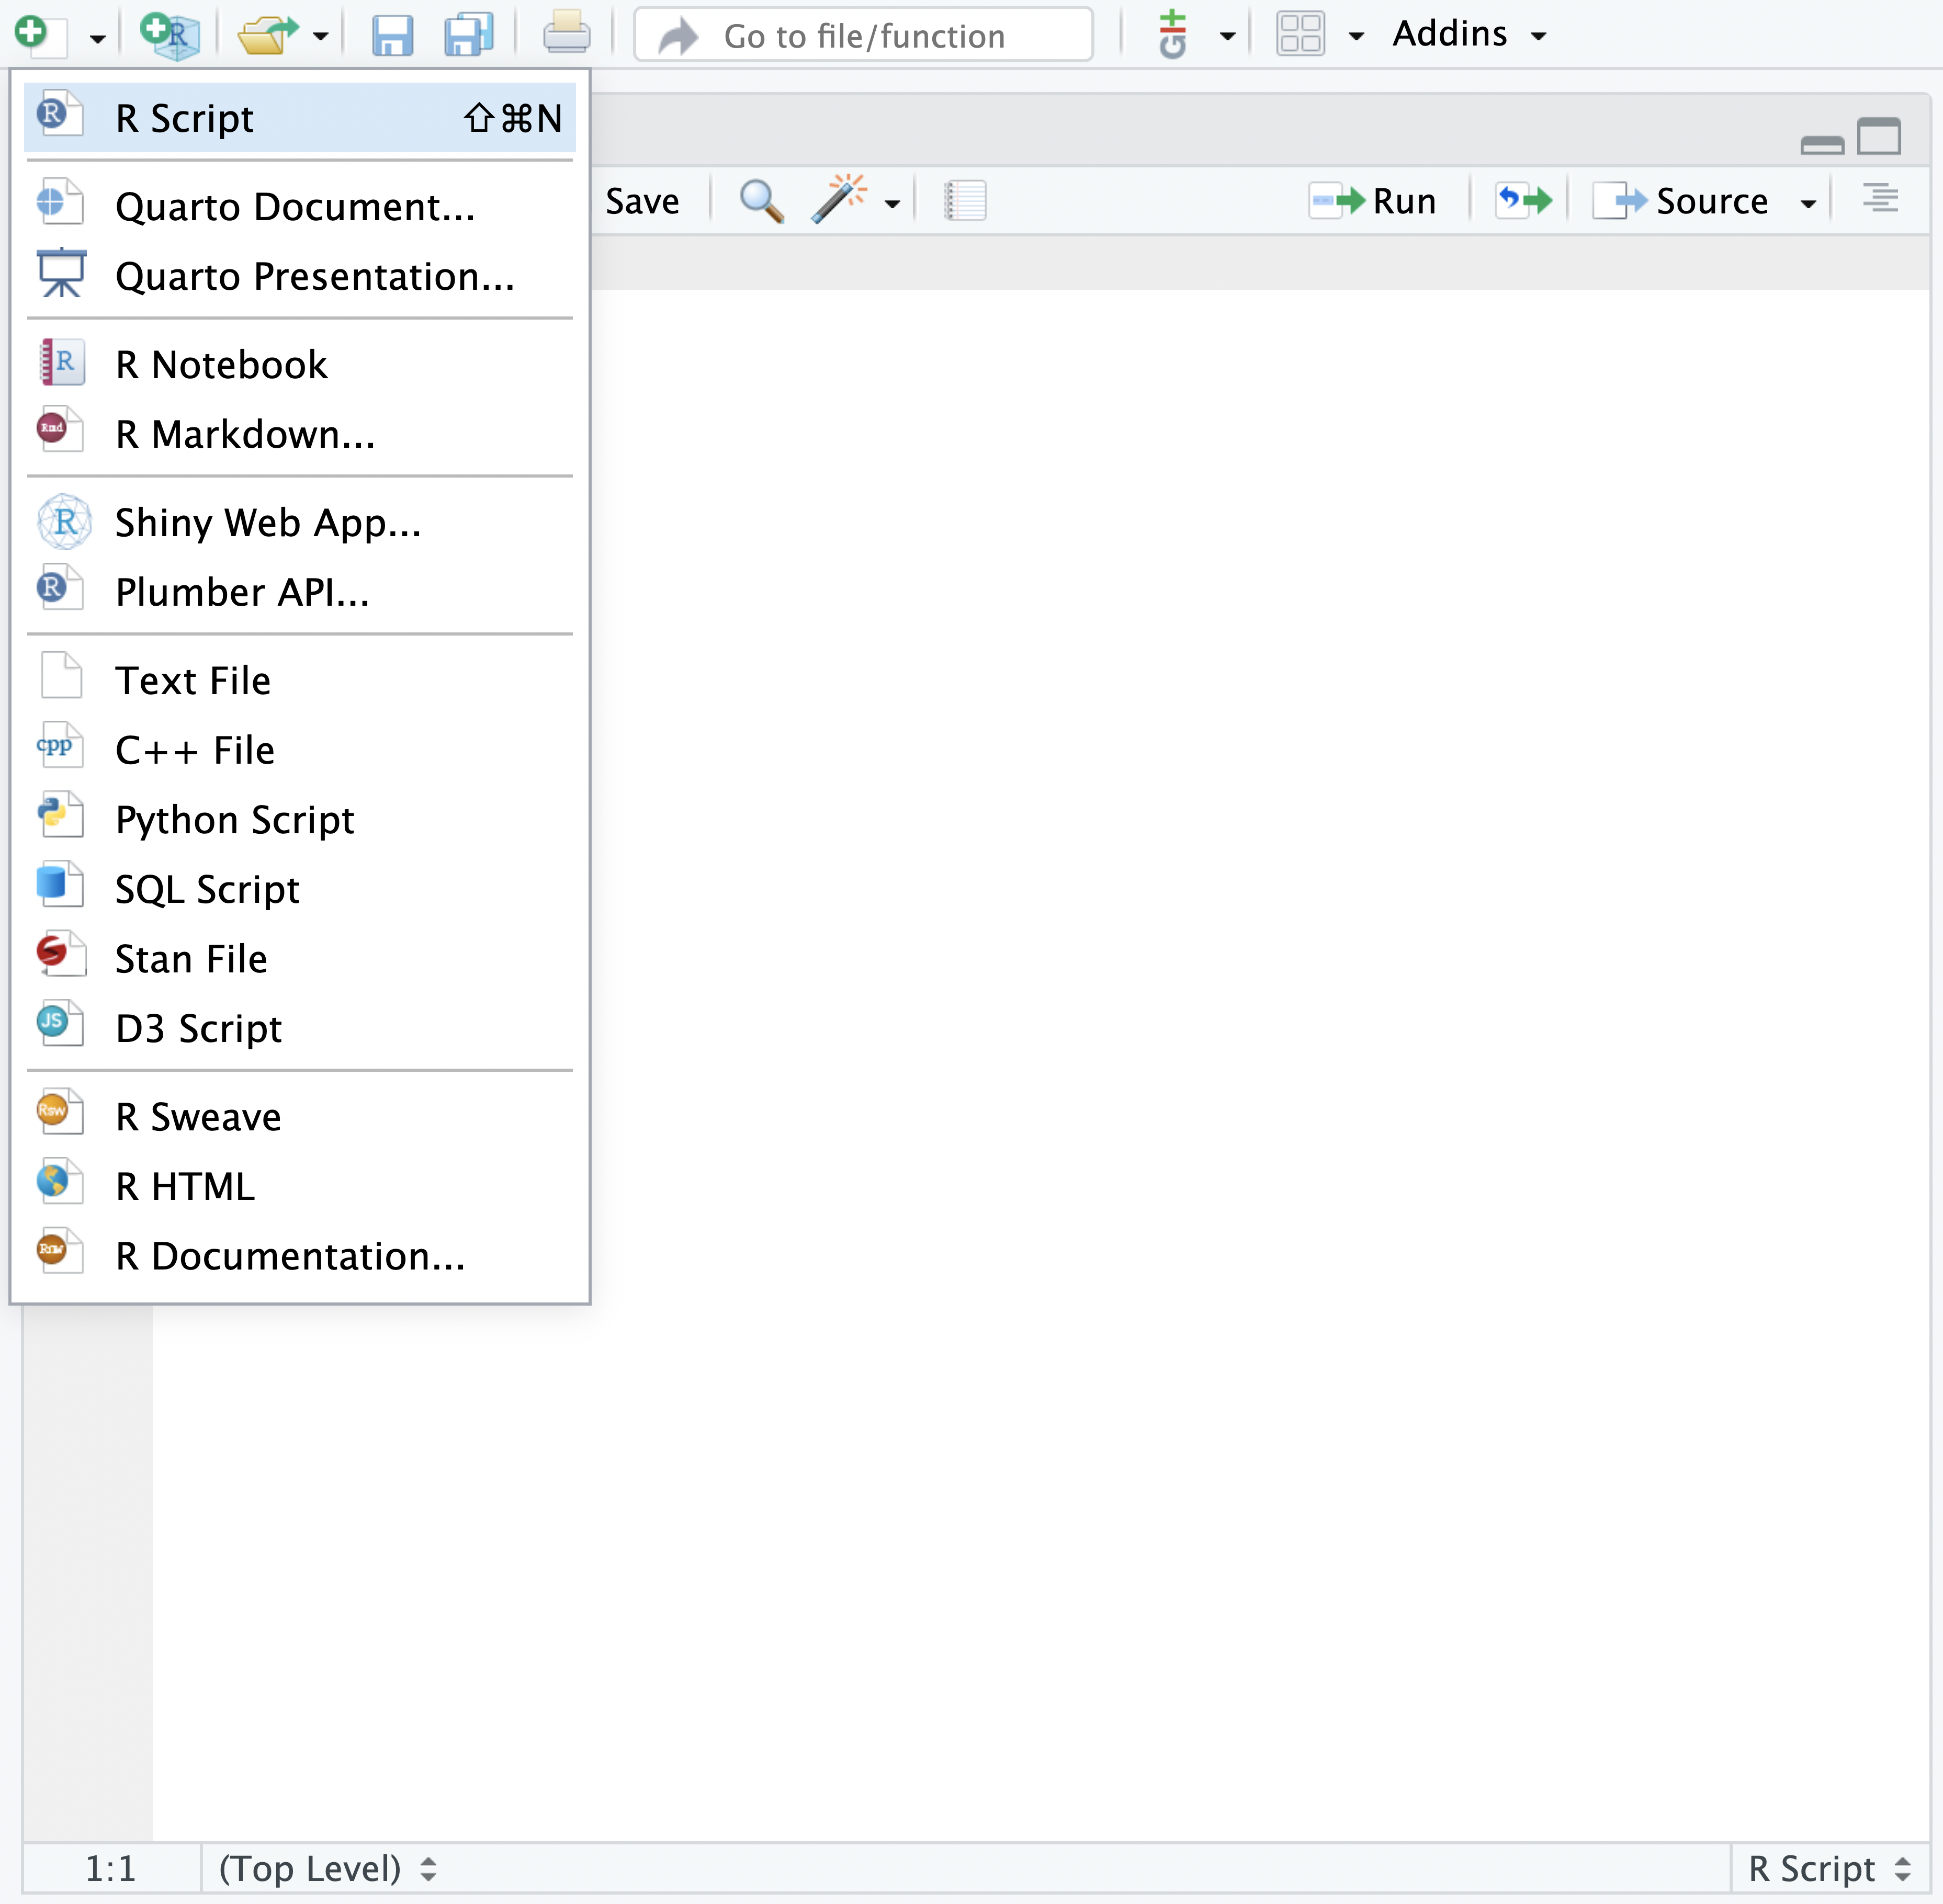 Go to file/function
Addins
R Script ⇧⌘N
Quarto Document...
Quarto Presentation...
R Notebook
R Markdown...
Shiny Web App...
Plumber API...
Text File
C++ File
Python Script
SQL Script
Stan File
D3 Script
R Sweave
R HTML
R Documentation...
Save
Run
Source
1:1
(Top Level)
R Script